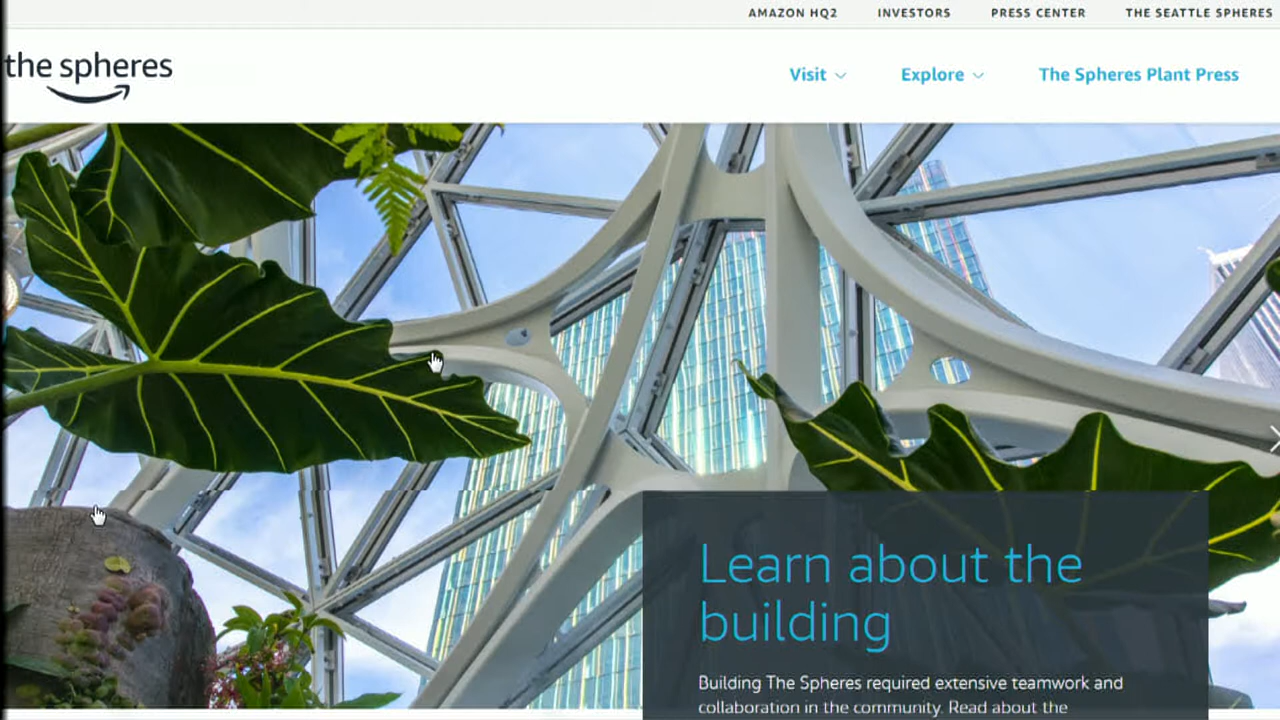 AMAZON HQ2 INVESTORS PRESS CENTER THE SEATTLE SPHERES
the spheres
Visit Explore The Spheres Plant Press
Learn about the
building
Building The Spheres required extensive teamwork and
collaboration in the community. Read about the